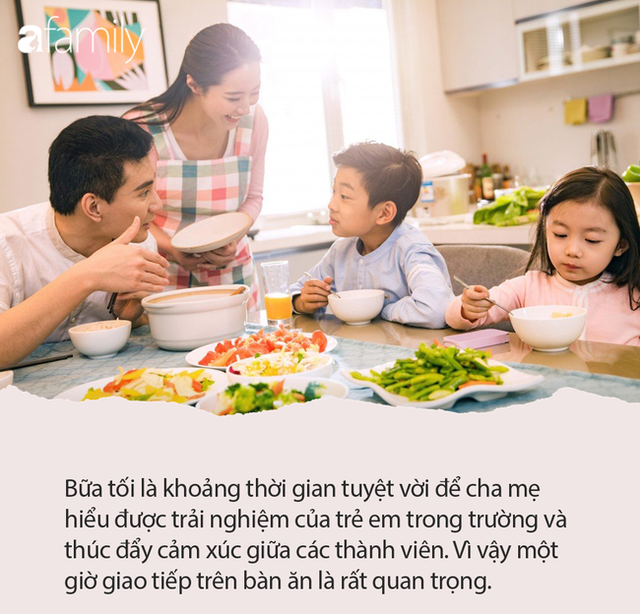 afamily
Bữa tối là khoảng thời gian tuyệt vời để cha mẹ
hiểu được trải nghiệm của trẻ em trong trường và
thúc đẩy cảm xúc giữa các thành viên. Vì vậy một
giờ giao tiếp trên bàn ăn là rất quan trọng.